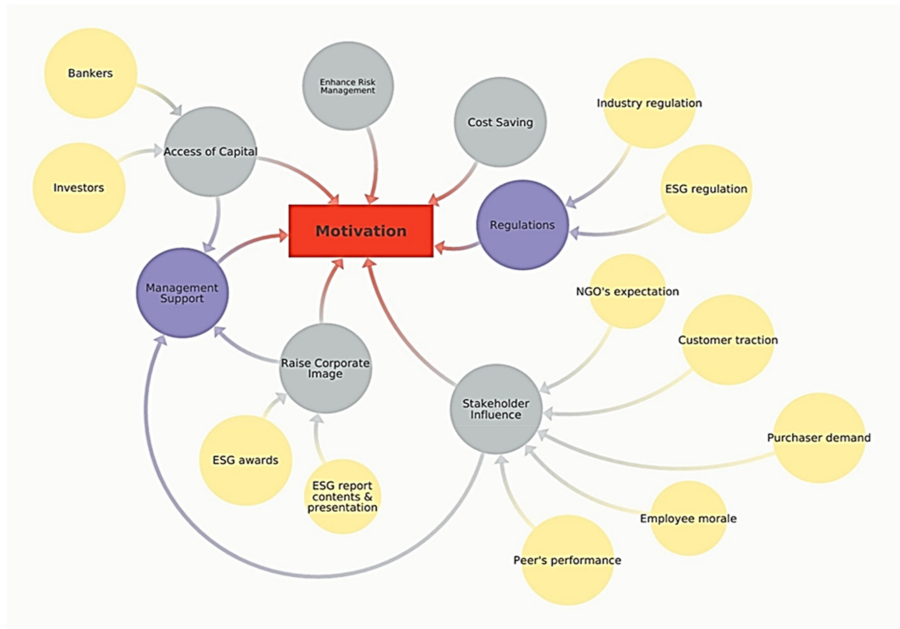 Bankers
Enhance Risk
Management
Cost Saving
Industry regulation
Access of Capital
Investors
ESG regulation
Motivation
Regulations
Management
Support
NGO's expectation
Customer traction
Raise Corporate
Image
Stakeholder
Influence
Purchaser demand
ESG awards
ESG report
contents &
presentation
Employee morale
Peer's performance